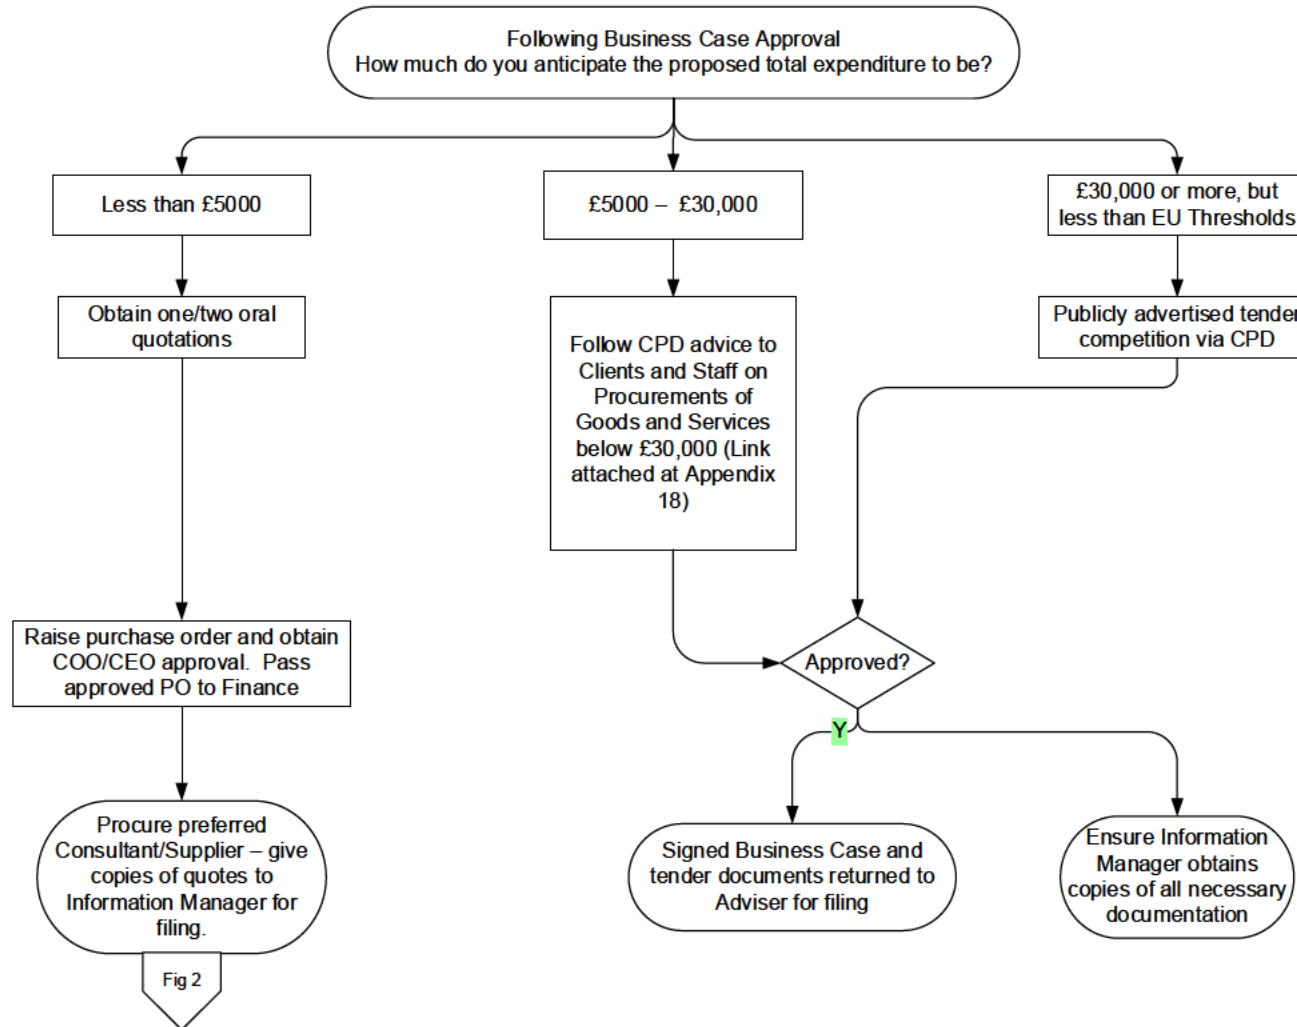 Following Business Case Approval
How much do you anticipate the proposed total expenditure to be?
Less than £5000
£5000 – £30,000
£30,000 or more, but
less than EU Thresholds
Obtain one/two oral
quotations
Follow CPD advice to
Clients and Staff on
Procurements of
Goods and Services
below £30,000 (Link
attached at Appendix
18)
Publicly advertised tender
competition via CPD
Raise purchase order and obtain
COO/CEO approval. Pass
approved PO to Finance
Approved?
Y
Procure preferred
Consultant/Supplier – give
copies of quotes to
Information Manager for
filing.
Signed Business Case and
tender documents returned to
Adviser for filing
Ensure Information
Manager obtains
copies of all necessary
documentation
Fig 2